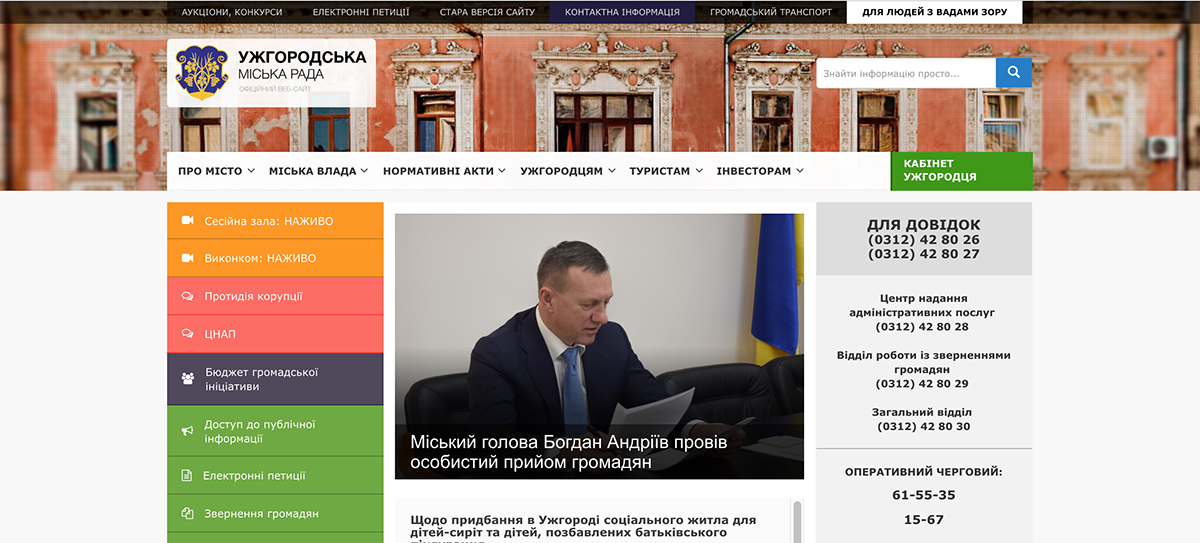 АУКЦІОНИ, КОНКУРСИ
ЕЛЕКТРОННІ ПЕТИЦІЇ
СТАРА ВЕРСІЯ САЙТУ
КОНТАКТНА ІНФОРМАЦІЯ
ГРОМАДСЬКИЙ ТРАНСПОРТ
ДЛЯ ЛЮДЕЙ З ВАДАМИ ЗОРУ
УЖГОРОДСЬКА
МІСЬКА РАДА
ОФІЦІЙНИЙ ВЕБ-САЙТ
Знайти інформацію просто...
ПРО МІСТО
МІСЬКА ВЛАДА
НОРМАТИВНІ АКТИ
УЖГОРОДЦЯМ
ТУРИСТАМ
ІНВЕСТОРАМ
КАБІНЕТ
УЖГОРОДЦЯ
Сесійна зала: НАЖИВО
Виконком: НАЖИВО
Протидія корупції
ЦНАП
Бюджет громадської
ініціативи
Доступ до публічної
інформації
Електронні петиції
Звернення громадян
Міський голова Богдан Андріїв провів
особистий прийом громадян
Щодо придбання в Ужгороді соціального житла для
дітей-сиріт та дітей, позбавлених батьківського
ДЛЯ ДОВІДОК
(0312) 42 80 26
(0312) 42 80 27
Центр надання
адміністративних послуг
(0312) 42 80 28
Відділ роботи із зверненнями
громадян
(0312) 42 80 29
Загальний відділ
(0312) 42 80 30
ОПЕРАТИВНИЙ ЧЕРГОВИЙ:
61-55-35
15-67